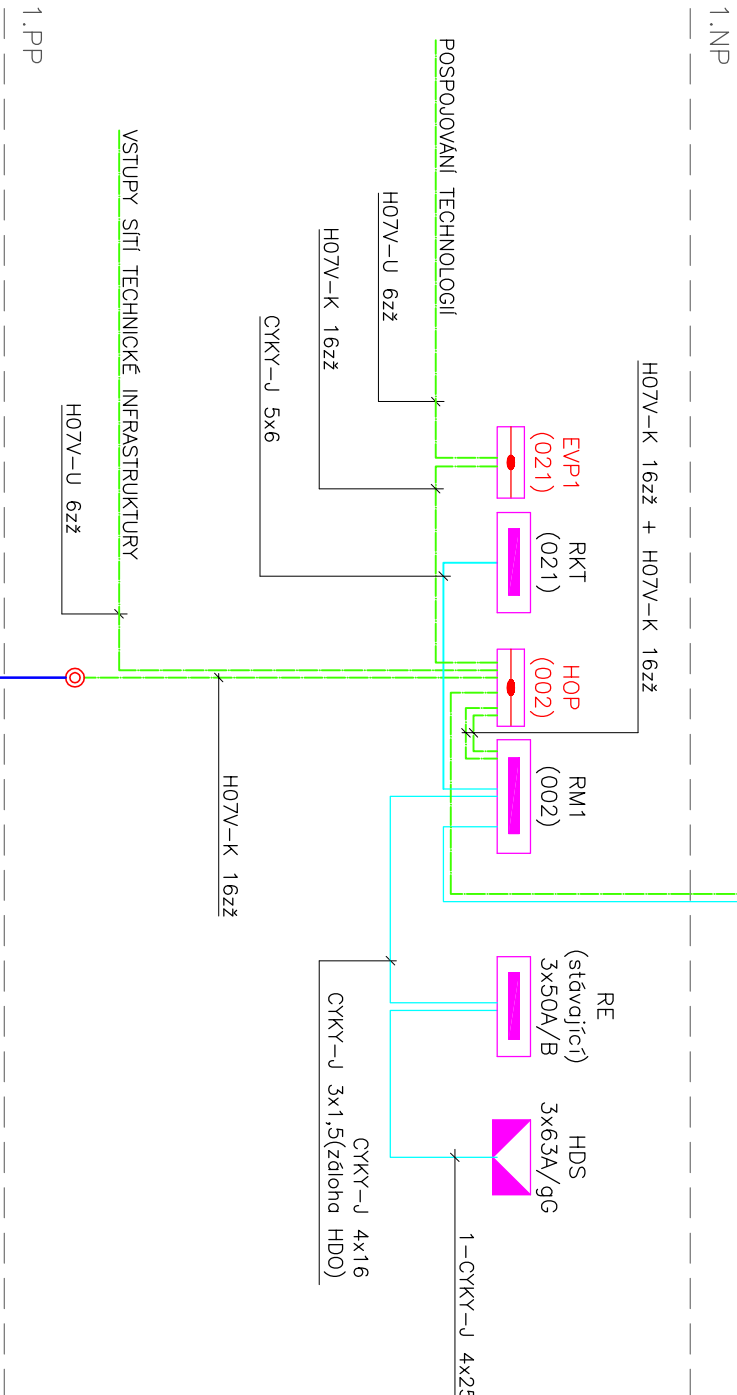 1.NP
H07V-K 16zž + H07V-K 16zž
EVP1
(021)
RKT
(021)
HOP
(002)
RM1
(002)
RE
(stávající)
3x50A/B
HDS
3x63A/gG
POSPOJOVÁNÍ TECHNOLOGIÍ
1-CYKY-J 4x25
H07V-U 6zž
H07V-K 16zž
CYKY-J 4x16
CYKY-J 3x1,5(záloha HDO)
CYKY-J 5x6
H07V-K 16zž
VSTUPY SÍTÍ TECHNICKÉ INFRASTRUKTURY
H07V-U 6zž
1.PP